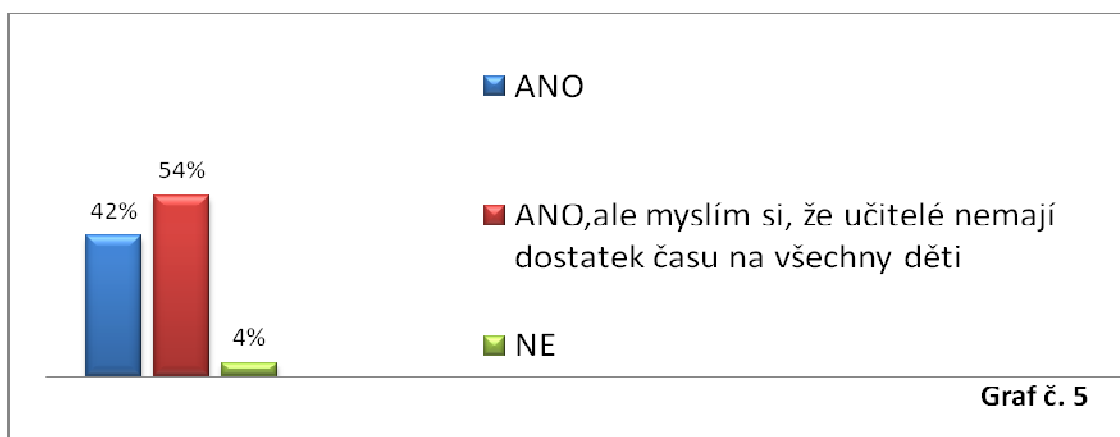 ANO
54%
42%
ANO,ale myslím si, že učitelé nemají
dostatek času na všechny děti
4%
NE
Graf č. 5